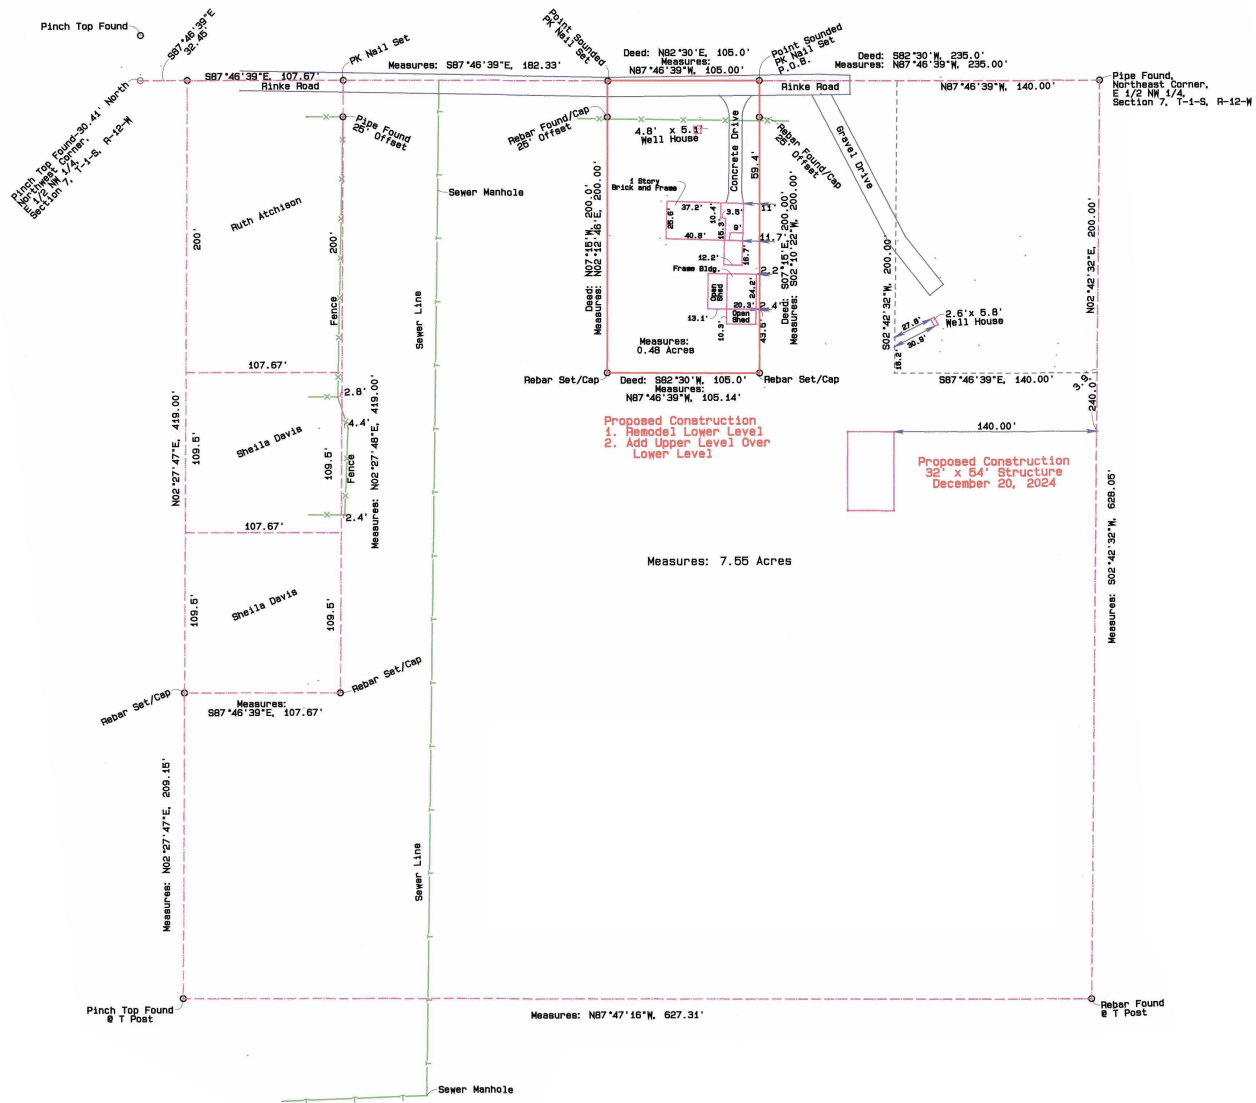 Pinch Top Found
S87°46'39"E
32.45'
PK Nail Set
Point Sounded
PK Nail Set
Point Sounded
PK Nail Set
P.O.B.
Deed: N82°30'E, 105.0'
Measures:
N87°46'39"W, 105.00'
Deed: S82°30'W, 235.0'
Measures: N87°46'39"W, 235.00'
Measures: S87°46'39"E, 182.33'
S87°46'39"E, 107.67'
Rinke Road
Rinke Road
N87°46'39"W, 140.00'
Pipe Found,
Northeast Corner,
E 1/2 NW 1/4,
Section 7, T-1-S, R-12-W
Pinch Top Found-30.41' North
Northwest Corner,
E 1/2 NW 1/4,
Section 7, T-1-S, R-12-W
Pipe Found
25' Offset
Rebar Found/Cap
25' Offset
Rebar Found/Cap
25' Offset
4.8' x 5.1'
Well House
Concrete Drive
59.4'
Gravel Drive
Sewer Manhole
Ruth Atchison
200'
200'
Fence
Sewer Line
1 Story
Brick and Frame
37.2'
25.6'
40.8'
10.4'
3.5'
15.3'
9'
11'
11.7'
12.2'
16.7'
Frame Bldg.
2.2'
Open
Shed
24.2'
20.3'
2.4'
Open
Shed
13.1'
10.3'
43.5'
Deed: N07°15'W, 200.0'
Measures: N02°12'46"E, 200.00'
Deed: S07°15'E, 200.00'
Measures: S02°10'22"W, 200.00'
S02°42'32"W, 200.00'
N02°42'32"E, 200.00'
2.6'x 5.8'
Well House
27.8'
30.9'
18.2'
Measures:
0.48 Acres
Rebar Set/Cap
Deed: S82°30'W, 105.0'
Measures:
N87°46'39"W, 105.14'
Rebar Set/Cap
S87°46'39"E, 140.00'
3.9'
240.0'
140.00'
107.67'
2.8'
4.4'
2.4'
Sheila Davis
109.5'
109.5'
Fence
N02°27'47"E, 419.00'
Measures: N02°27'48"E, 419.00'
107.67'
Proposed Construction
1. Remodel Lower Level
2. Add Upper Level Over
Lower Level
Proposed Construction
32' x 54' Structure
December 20, 2024
Measures: 7.55 Acres
Measures: S02°42'32"W, 628.05'
Sheila Davis
109.5'
109.5'
Rebar Set/Cap
Rebar Set/Cap
Measures:
S87°46'39"E, 107.67'
Measures: N02°27'47"E, 209.15'
Sewer Line
Pinch Top Found
@ T Post
Measures: N87°47'16"W, 627.31'
Rebar Found
@ T Post
Sewer Manhole